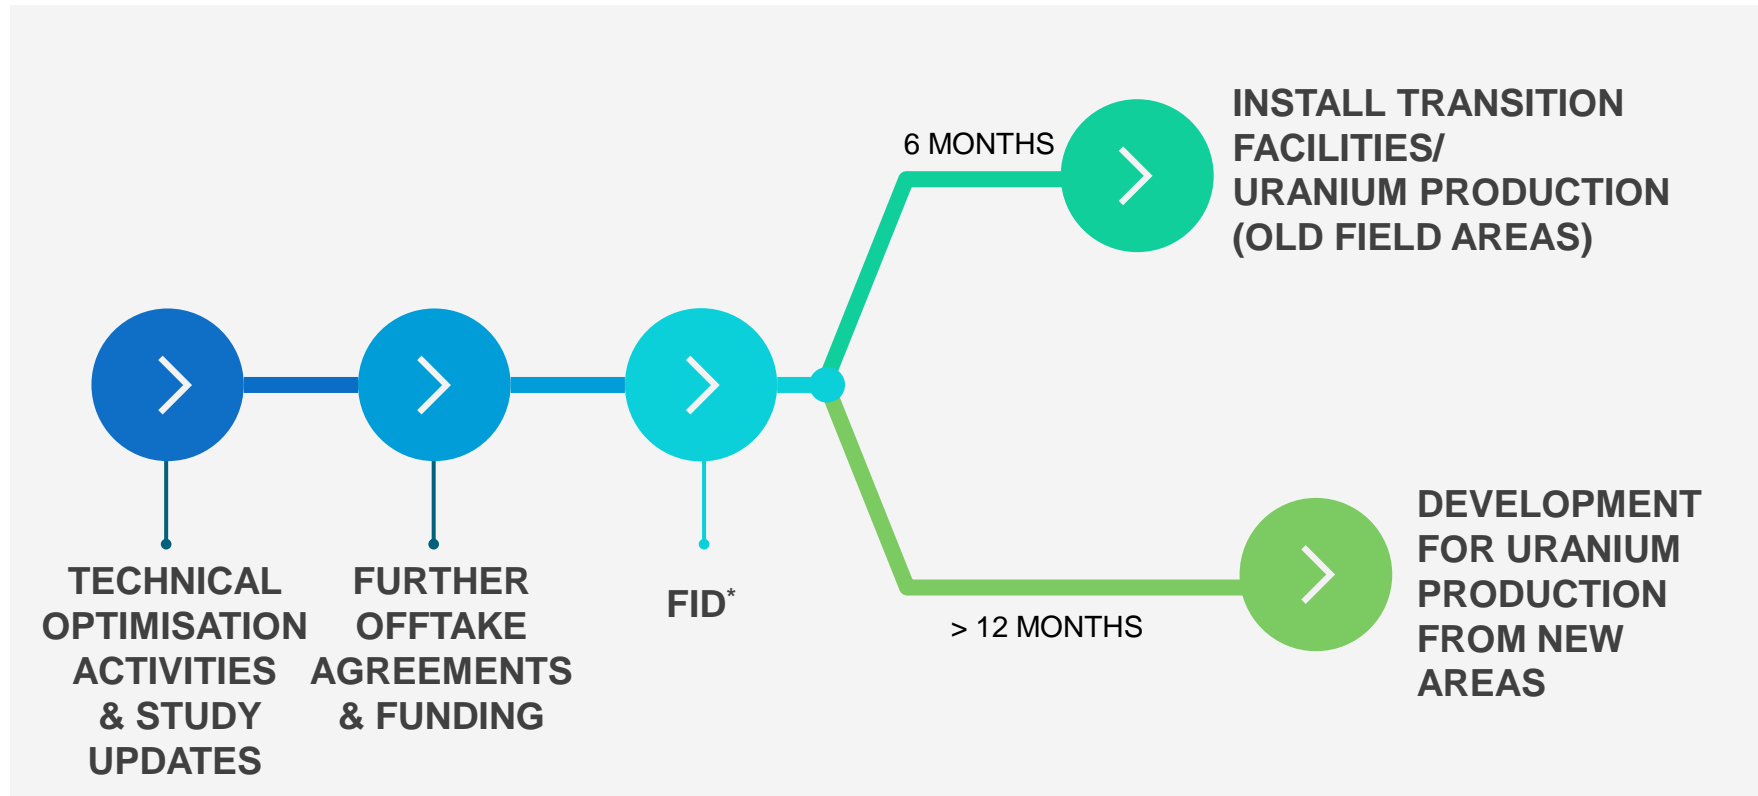 6 MONTHS
INSTALL TRANSITION
FACILITIES/
URANIUM PRODUCTION
(OLD FIELD AREAS)
TECHNICAL
OPTIMISATION
ACTIVITIES
& STUDY
UPDATES
FURTHER
OFFTAKE
AGREEMENTS
& FUNDING
FID*
> 12 MONTHS
DEVELOPMENT
FOR URANIUM
PRODUCTION
FROM NEW
AREAS